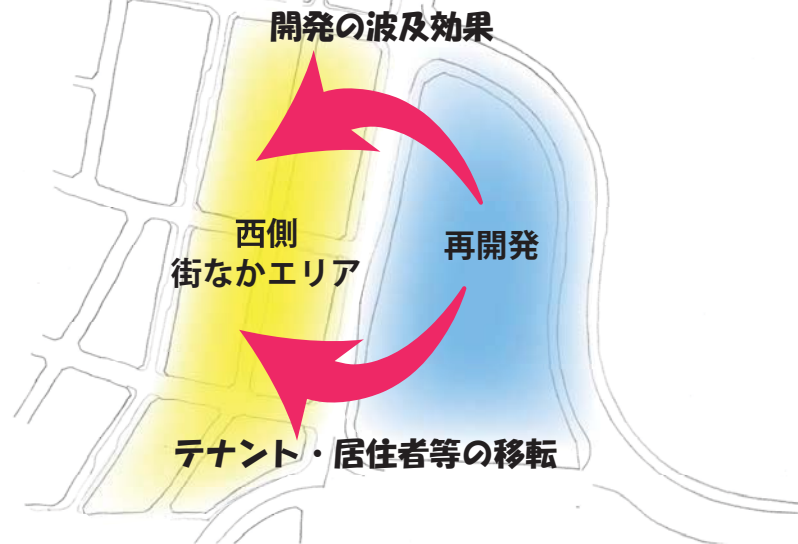 開発の波及効果
西側
街なかエリア
再開発
テナント・居住者等の移転